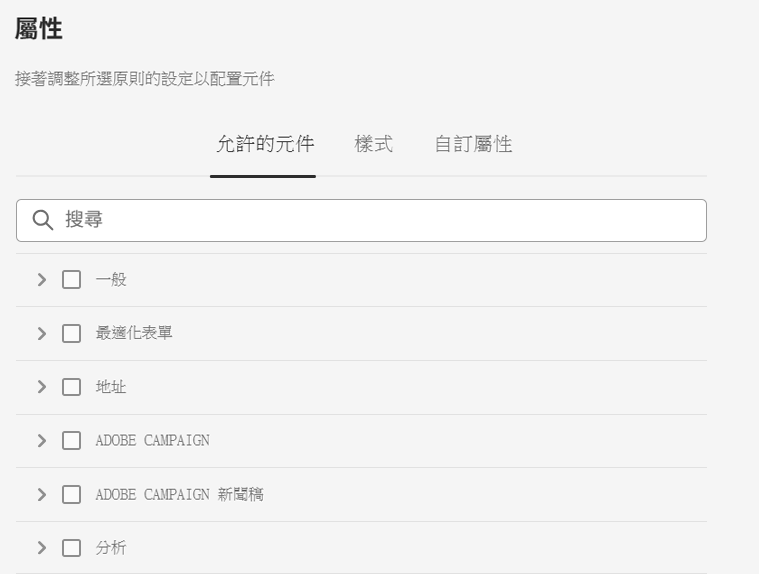 屬性
接著調整所選原則的設定以配置元件
允許的元件 樣式 自訂屬性
搜尋
一般
最適化表單
地址
ADOBE CAMPAIGN
ADOBE CAMPAIGN 新聞稿
分析